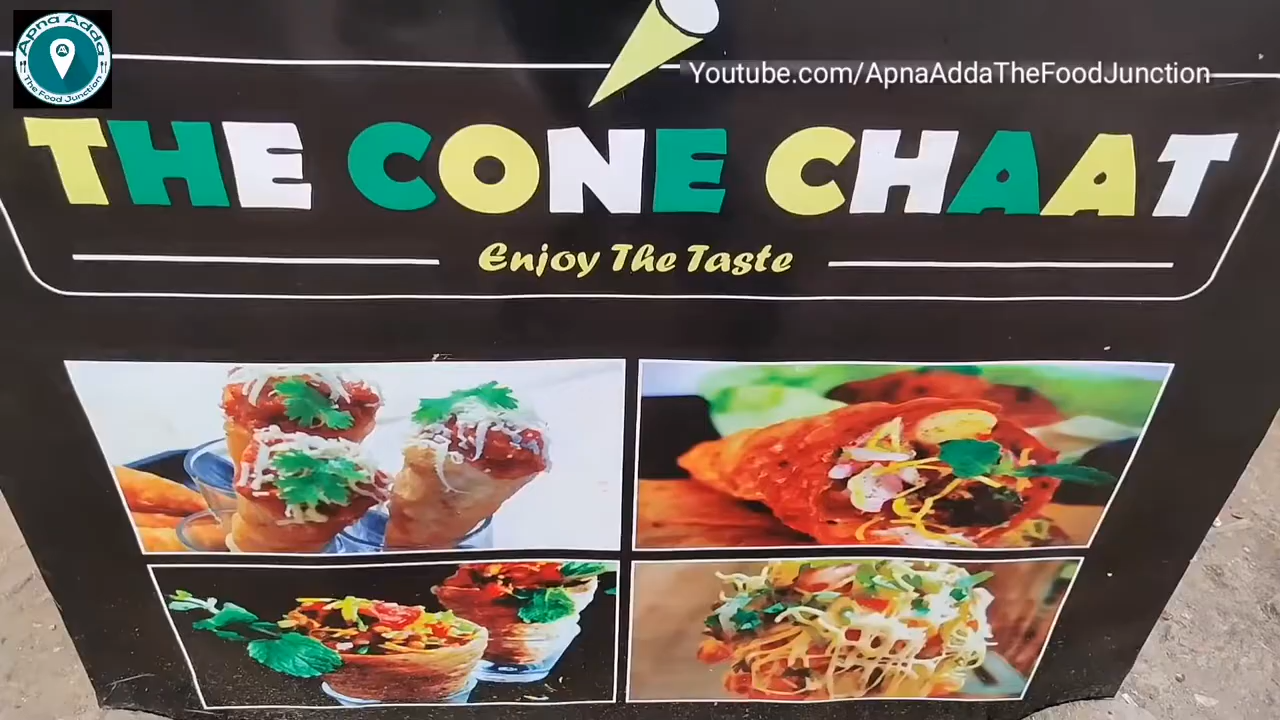 Apna Adda
A
The Food Junction
Youtube.com/ApnaAddaTheFoodJunction
THE CONE CHAAT
Enjoy The Taste